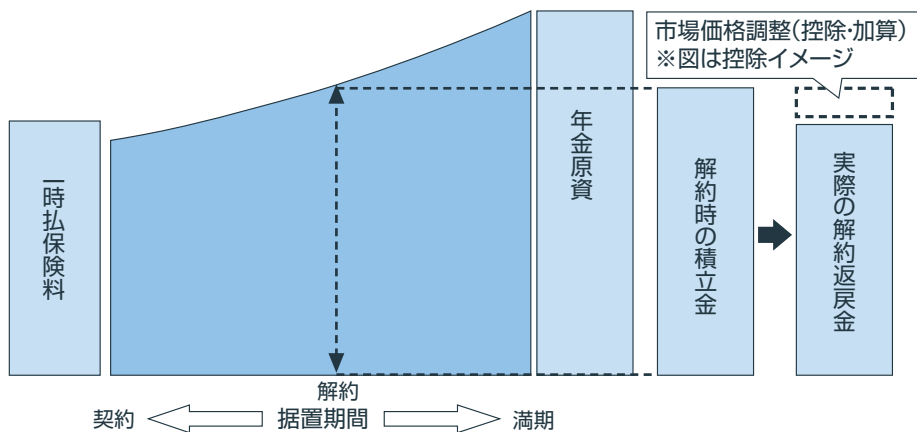 市場価格調整(控除・加算)
※図は控除イメージ
一時払保険料
年金原資
解約時の積立金
実際の解約返戻金
解約
契約
据置期間
満期